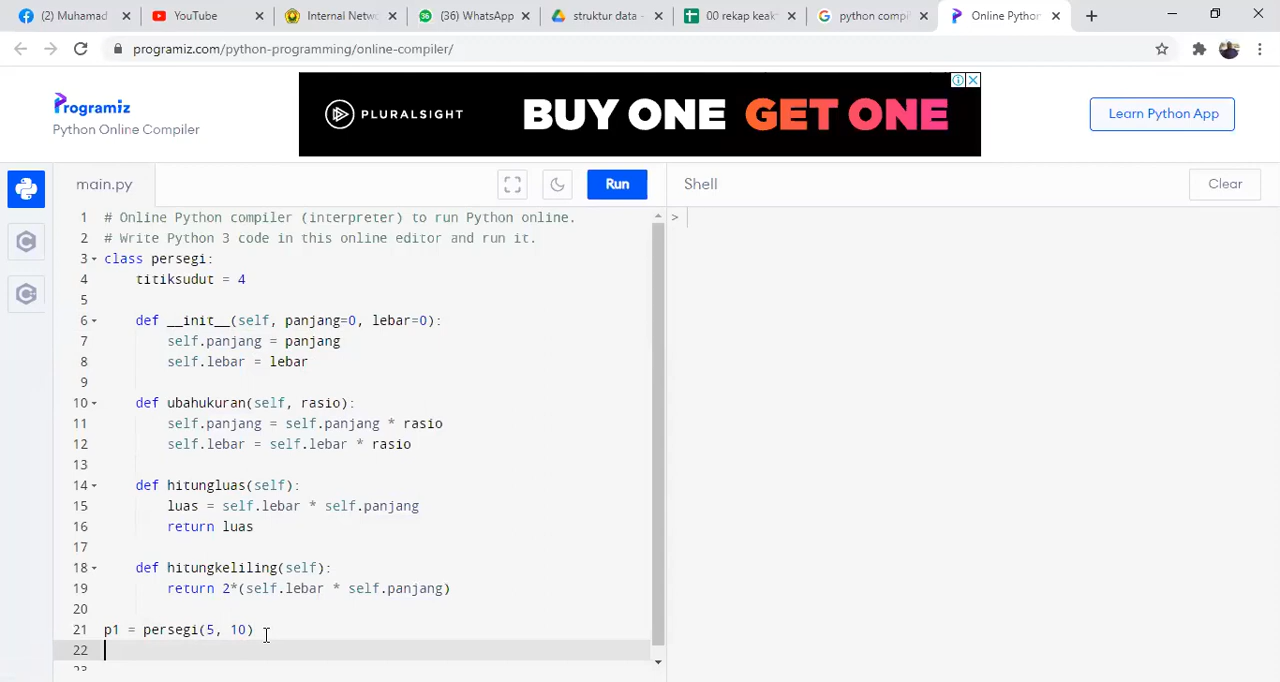 (2) Muhamad
YouTube
Internal Netw
(36) WhatsApp
struktur data -
00 rekap keak
python compi
Online Python
programiz.com/python-programming/online-compiler/
Programiz
Python Online Compiler
PLURALSIGHT
BUY ONE GET ONE
Learn Python App
main.py
Run
Shell
Clear
1 # Online Python compiler (interpreter) to run Python online.
2 # Write Python 3 code in this online editor and run it.
3 class persegi:
4     titiksudut = 4
5
6     def __init__(self, panjang=0, lebar=0):
7         self.panjang = panjang
8         self.lebar = lebar
9
10     def ubahukuran(self, rasio):
11         self.panjang = self.panjang * rasio
12         self.lebar = self.lebar * rasio
13
14     def hitungluas(self):
15         luas = self.lebar * self.panjang
16         return luas
17
18     def hitungkeliling(self):
19         return 2*(self.lebar * self.panjang)
20
21 p1 = persegi(5, 10)
22
23
>